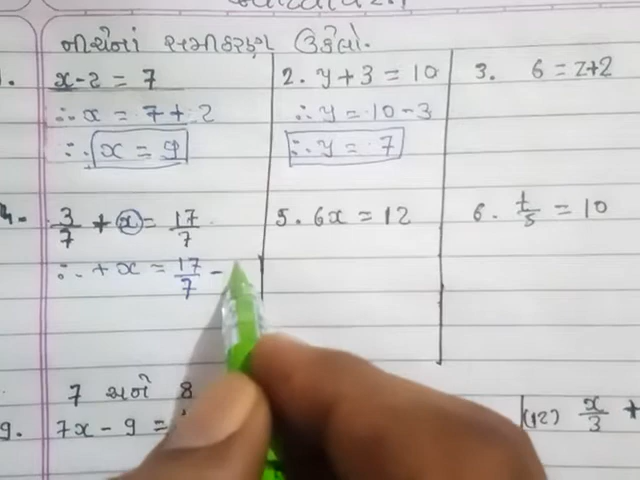 નીચેનાં સમીકરણ ઉકેલો.
x - 2 = 7
∴ x = 7 + 2
∴ x = 9
2. y + 3 = 10
∴ y = 10 - 3
∴ y = 7
3. 6 = z + 2
4. 3/7 + x = 17/7
∴ + x = 17/7 -
5. 6x = 12
6. t/5 = 10
7 અને 8
9. 7x - 9 =
(12) x/3 +